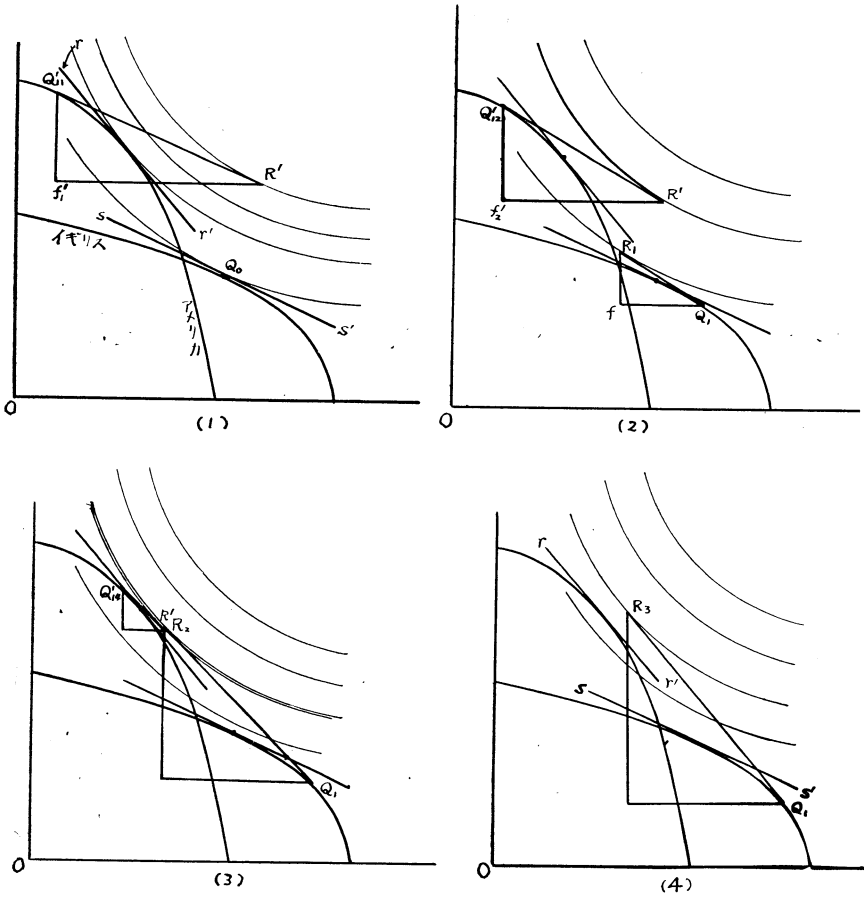 r
Q'₁₁
R'
f'₁
r'
s
イギリス
Q₀
アメリカ
s'
O
(1)
Q'₁₂
R'
f'₂
R₁
f
Q₁
O
(2)
Q'₁₄
R' R₂
Q₁
O
(3)
r
R₃
r'
s
s'
Q₁
O
(4)